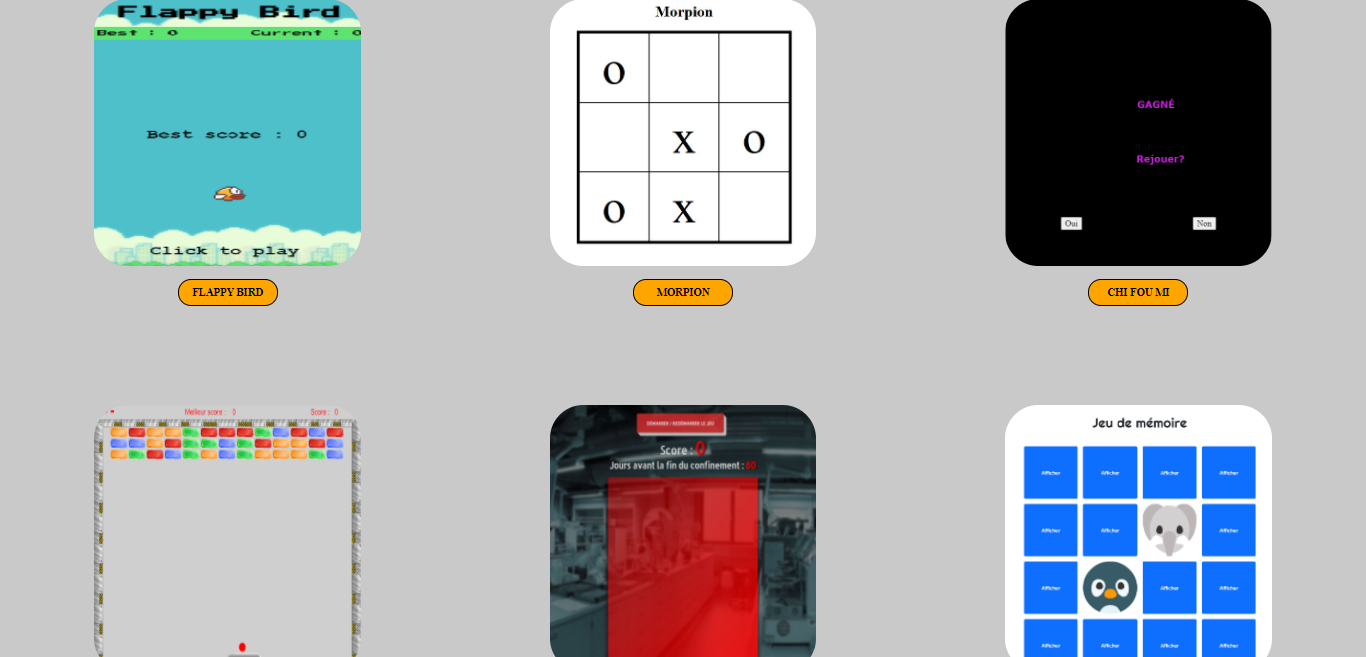 Flappy Bird
Best : 0 Current : 0
Best score : 0
Click to play
FLAPPY BIRD
Morpion
O
X O
O X
MORPION
GAGNÉ
Rejouer?
Oui Non
CHI FOU MI
Meilleur score : 0 Score : 0
DÉMARRER / REDÉMARRER LE JEU
Score : 0
Jours avant la fin du confinement : 60
Jeu de mémoire
Afficher Afficher Afficher Afficher
Afficher Afficher Afficher
Afficher Afficher Afficher
Afficher Afficher Afficher Afficher